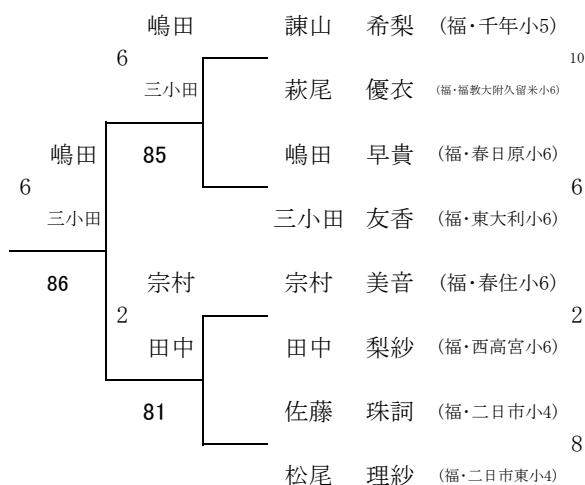 嶋田 諌山 希梨 (福・千年小5)
6 10
三小田 萩尾 優衣 (福・福教大附久留米小6)
嶋田 85 嶋田 早貴 (福・春日原小6)
6 6
三小田 三小田 友香 (福・東大利小6)
86 宗村 宗村 美音 (福・春住小6)
2 2
田中 田中 梨紗 (福・西高宮小6)
81 佐藤 珠詞 (福・二日市小4)
8
松尾 理紗 (福・二日市東小4)